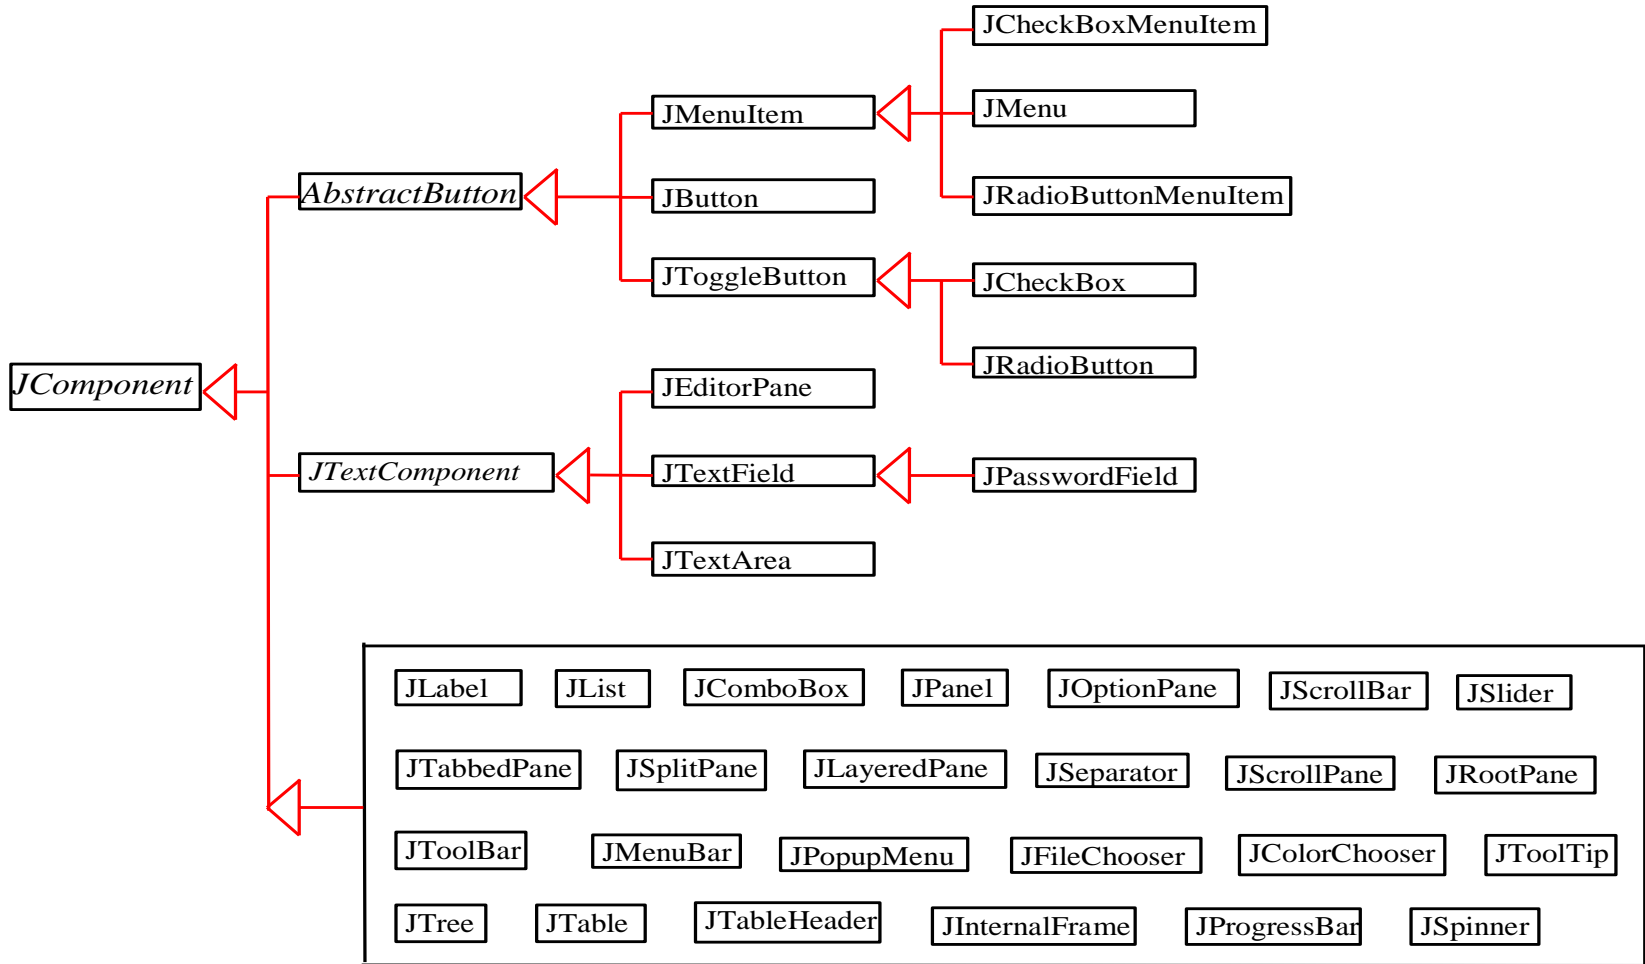 JCheckBoxMenuItem
JMenuItem
JMenu
AbstractButton
JButton
JRadioButtonMenuItem
JToggleButton
JCheckBox
JRadioButton
JComponent
JEditorPane
JTextComponent
JTextField
JPasswordField
JTextArea
JLabel JList JComboBox JPanel JOptionPane JScrollBar JSlider
JTabbedPane JSplitPane JLayeredPane JSeparator JScrollPane JRootPane
JToolBar JMenuBar JPopupMenu JFileChooser JColorChooser JToolTip
JTree JTable JTableHeader JInternalFrame JProgressBar JSpinner